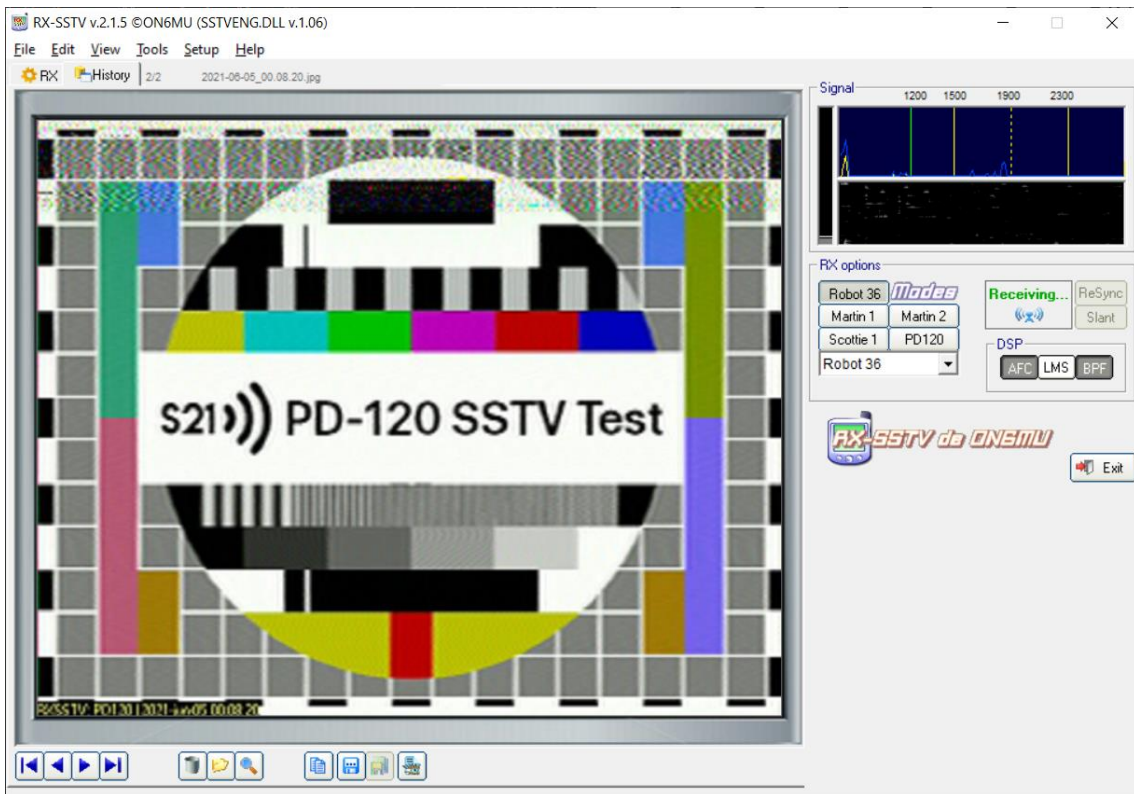 RX-SSTV v.2.1.5 ©ON6MU (SSTVENG.DLL v.1.06)
File Edit View Tools Setup Help
RX History 2/2 2021-06-05_00.08.20.jpg
Signal
1200 1500 1900 2300
S21 PD-120 SSTV Test
RXSSTV: PD120 | 2021-jun-05 00:08:20
RX options
Robot 36 Modes
Martin 1 Martin 2
Scottie 1 PD120
Robot 36
Receiving... ReSync
Slant
DSP
AFC LMS BPF
RX-SSTV de ON6MU
Exit